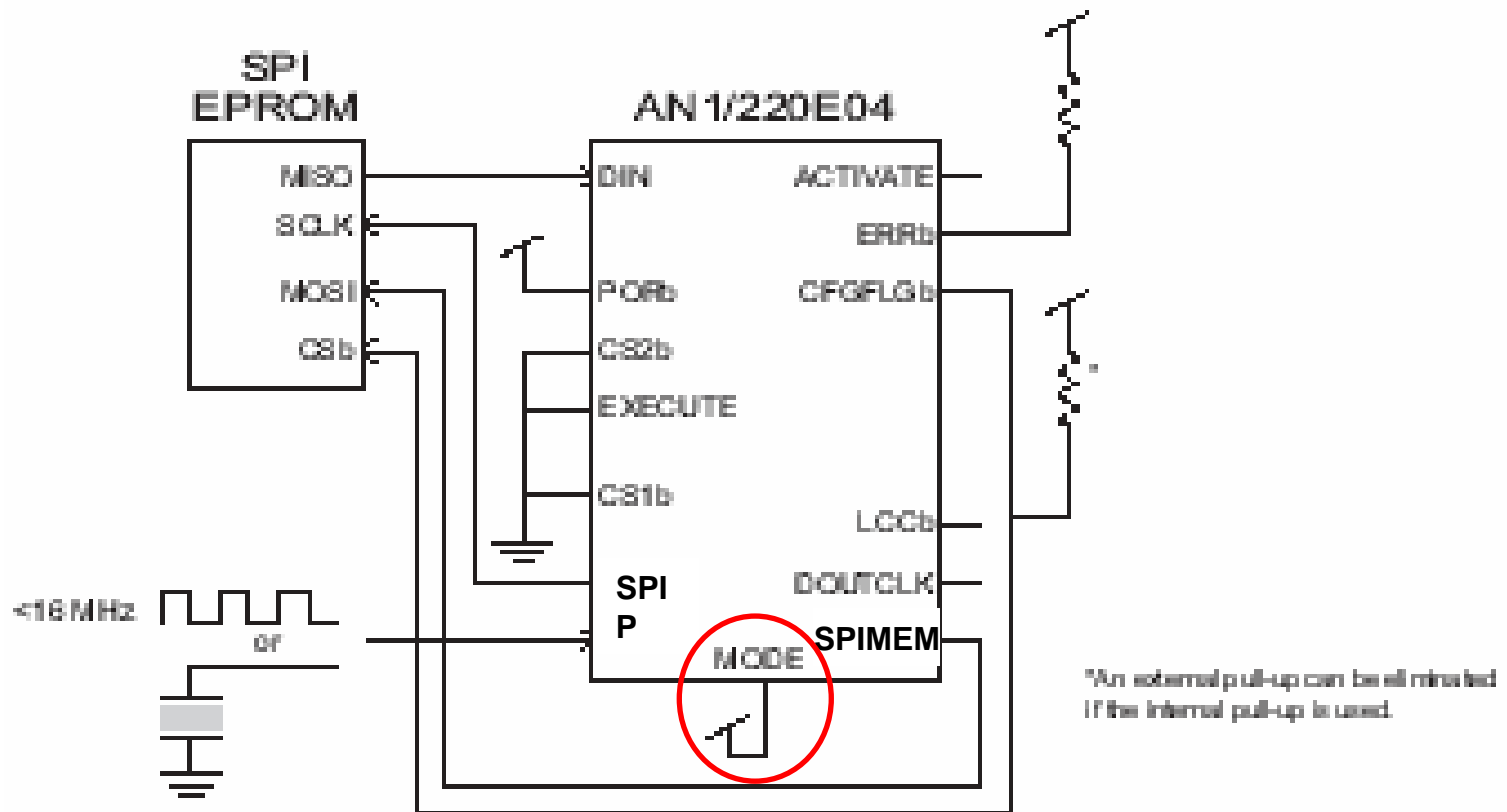 SPI
EPROM
MISO
SCLK
MOSI
CSb
AN1/220E04
DIN
PORb
CS2b
EXECUTE
CS1b
SPI
P
MODE
ACTIVATE
ERRb
CFGFLGb
LCCb
DOUTCLK
SPIMEM
*
<16 MHz
or
*An external pull-up can be eliminated
if the internal pull-up is used.